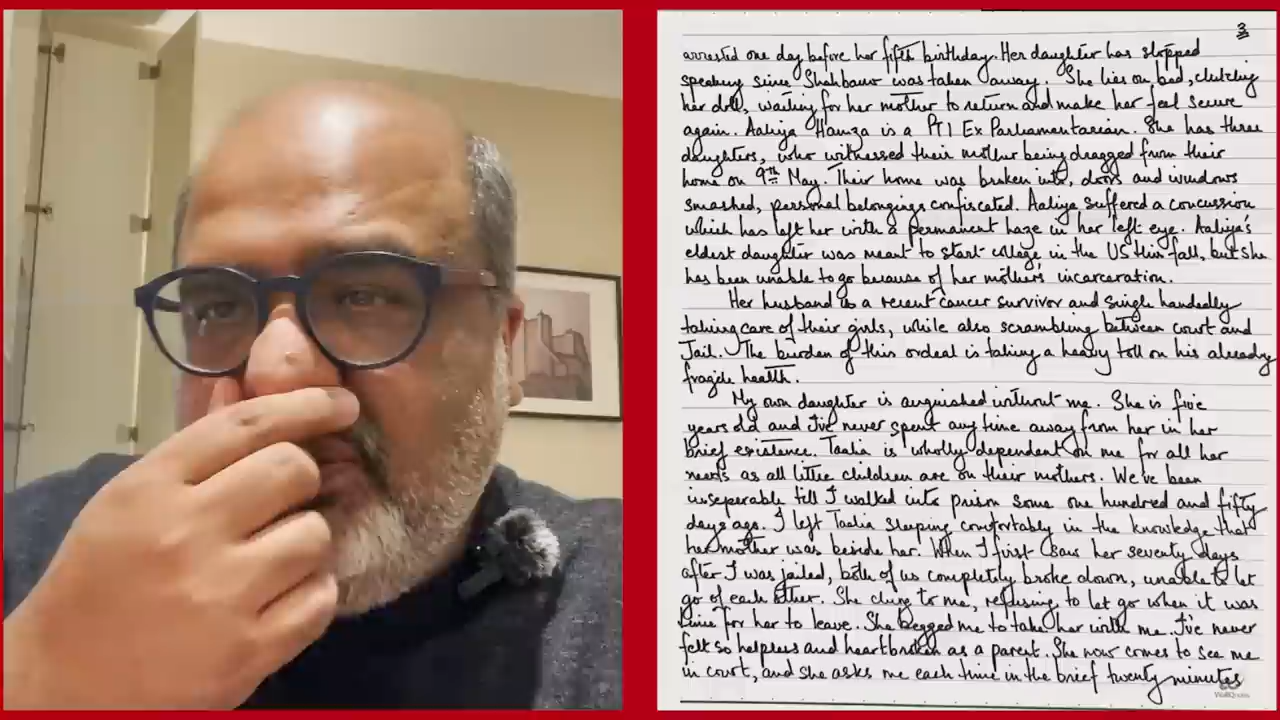 3
arrested one day before her fifth birthday. Her daughter has stopped
speaking since Shahbano was taken away. She lies on bed, clutching
her doll, waiting for her mother to return and make her feel secure
again. Aaliya Hamza is a PTI Ex Parliamentarian. She has three
daughters, who witnessed their mother being dragged from their
home on 9th May. Their home was broken into, doors and windows
smashed, personal belongings confiscated. Aaliya suffered a concussion
which has left her with a permanent haze in her left eye. Aaliya's
eldest daughter was meant to start college in the US this fall, but she
has been unable to go because of her mothers incarceration.
Her husband is a recent cancer survivor and single handedly
taking care of their girls, while also scrambling between court and
Jail. The burden of this ordeal is taking a heavy toll on his already
fragile health.
My own daughter is anguished without me. She is five
years old and I've never spent any time away from her in her
brief existence. Taalia is wholly dependent on me for all her
needs as all little children are on their mothers. We've been
inseperable till I walked into prison some one hundred and fifty
days ago. I left Taalia sleeping comfortably in the knowledge that
her mother was beside her. When I first saw her seventy days
after I was jailed, both of us completely broke down, unable to let
go of each other. She clung to me, refusing to let go when it was
time for her to leave. She begged me to take her with me. I've never
felt so helpless and heartbroken as a parent. She now comes to see me
in court, and she asks me each time in the brief twenty minutes